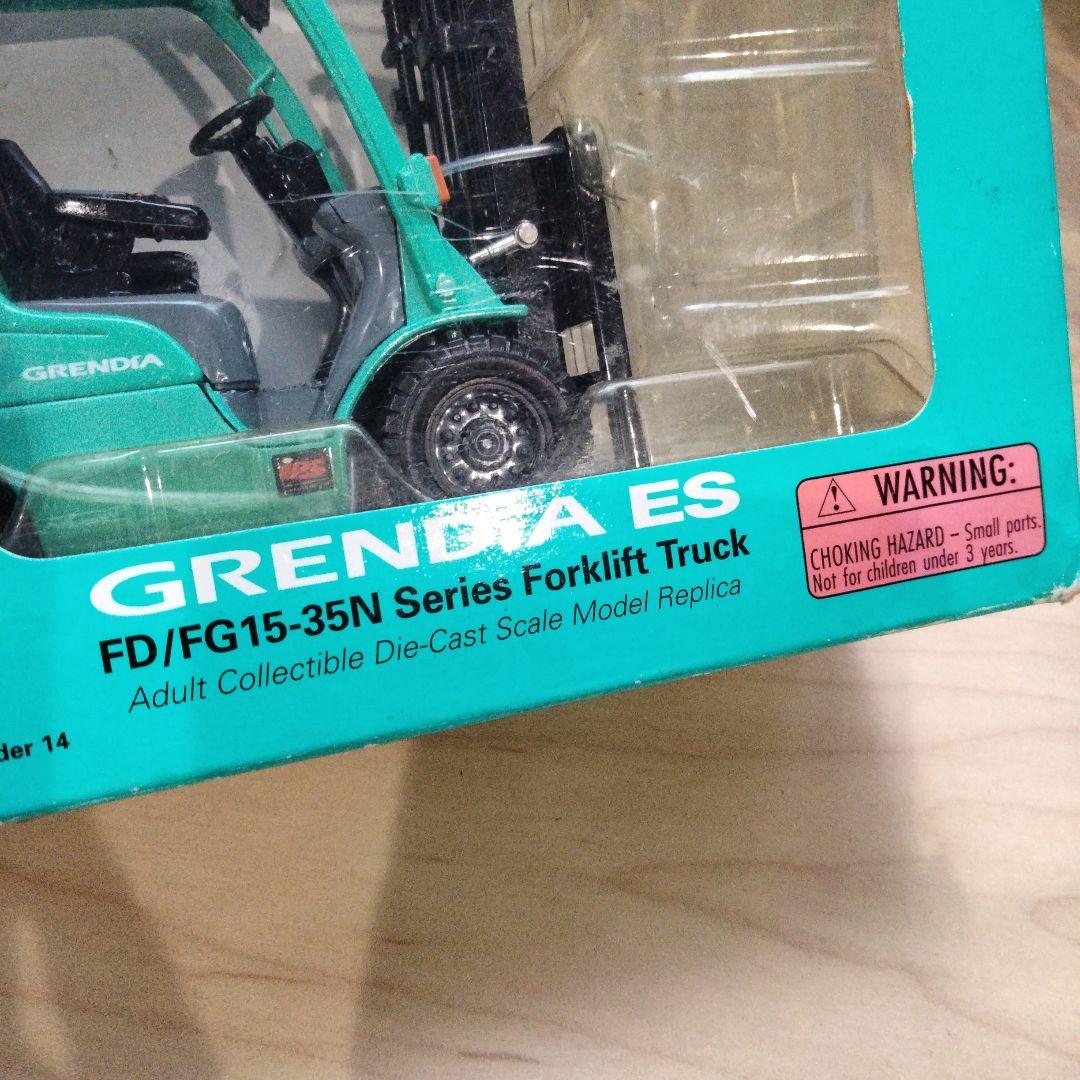 GRENDIA
IPS
GRENDIA ES
FD/FG15-35N Series Forklift Truck
Adult Collectible Die-Cast Scale Model Replica
WARNING:
CHOKING HAZARD – Small parts.
Not for children under 3 years.
der 14